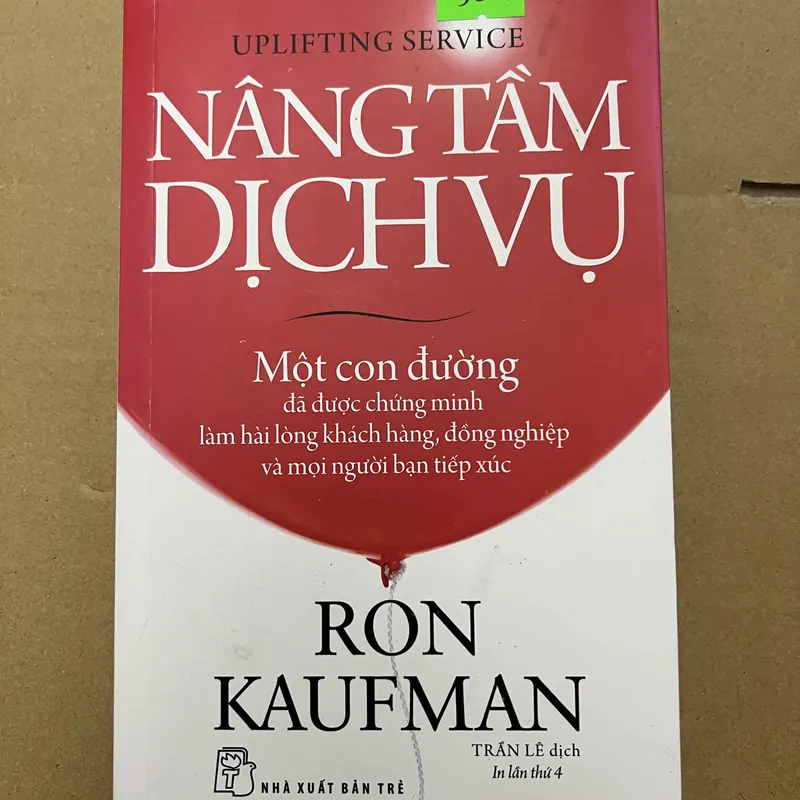 UPLIFTING SERVICE
NÂNG TẦM
DỊCH VỤ
Một con đường
đã được chứng minh
làm hài lòng khách hàng, đồng nghiệp
và mọi người bạn tiếp xúc
RON
KAUFMAN
TRẦN LÊ dịch
In lần thứ 4
NHÀ XUẤT BẢN TRẺ